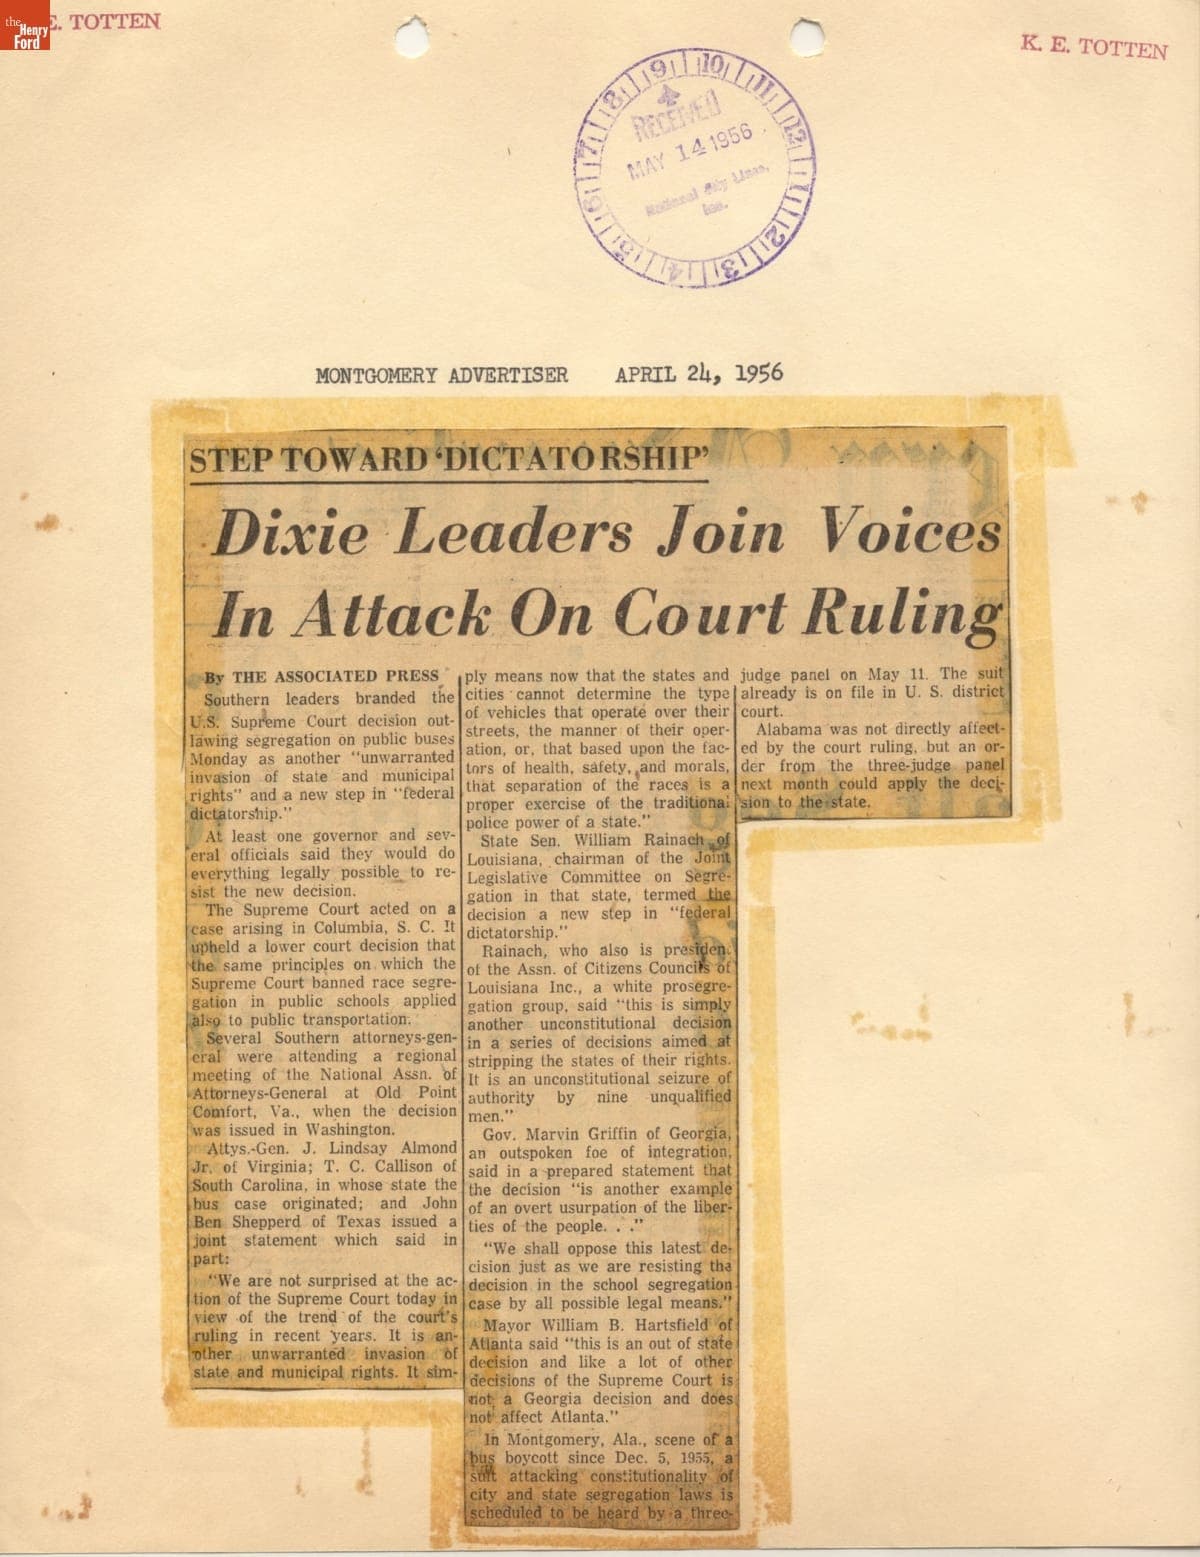 the
Henry
Ford
E. TOTTEN
K. E. TOTTEN
9 10 11 12 1 2 3 4 5 6 7 8
RECEIVED
MAY 14 1956
National City Lines,
Inc.
MONTGOMERY ADVERTISER APRIL 24, 1956
STEP TOWARD 'DICTATORSHIP'
Dixie Leaders Join Voices
In Attack On Court Ruling
By THE ASSOCIATED PRESS
Southern leaders branded the
U.S. Supreme Court decision out-
lawing segregation on public buses
Monday as another "unwarranted
invasion of state and municipal
rights" and a new step in "federal
dictatorship."
At least one governor and sev-
eral officials said they would do
everything legally possible to re-
sist the new decision.
The Supreme Court acted on a
case arising in Columbia, S. C. It
upheld a lower court decision that
the same principles on which the
Supreme Court banned race segre-
gation in public schools applied
also to public transportation.
Several Southern attorneys-gen-
eral were attending a regional
meeting of the National Assn. of
Attorneys-General at Old Point
Comfort, Va., when the decision
was issued in Washington.
Attys.-Gen. J. Lindsay Almond
Jr. of Virginia; T. C. Callison of
South Carolina, in whose state the
bus case originated; and John
Ben Shepperd of Texas issued a
joint statement which said in
part:
"We are not surprised at the ac-
tion of the Supreme Court today in
view of the trend of the court's
ruling in recent years. It is an-
other unwarranted invasion of
state and municipal rights. It sim-
ply means now that the states and
cities cannot determine the type
of vehicles that operate over their
streets, the manner of their oper-
ation, or, that based upon the fac-
tors of health, safety, and morals,
that separation of the races is a
proper exercise of the traditional
police power of a state."
State Sen. William Rainach of
Louisiana, chairman of the Joint
Legislative Committee on Segre-
gation in that state, termed the
decision a new step in "federal
dictatorship."
Rainach, who also is president
of the Assn. of Citizens Councils of
Louisiana Inc., a white prosegre-
gation group, said "this is simply
another unconstitutional decision
in a series of decisions aimed at
stripping the states of their rights.
It is an unconstitutional seizure of
authority by nine unqualified
men."
Gov. Marvin Griffin of Georgia,
an outspoken foe of integration,
said in a prepared statement that
the decision "is another example
of an overt usurpation of the liber-
ties of the people. . ."
"We shall oppose this latest de-
cision just as we are resisting the
decision in the school segregation
case by all possible legal means."
Mayor William B. Hartsfield of
Atlanta said "this is an out of state
decision and like a lot of other
decisions of the Supreme Court is
not a Georgia decision and does
not affect Atlanta."
In Montgomery, Ala., scene of a
bus boycott since Dec. 5, 1955, a
suit attacking constitutionality of
city and state segregation laws is
scheduled to be heard by a three-
judge panel on May 11. The suit
already is on file in U. S. district
court.
Alabama was not directly affect-
ed by the court ruling, but an or-
der from the three-judge panel
next month could apply the deci-
sion to the state.